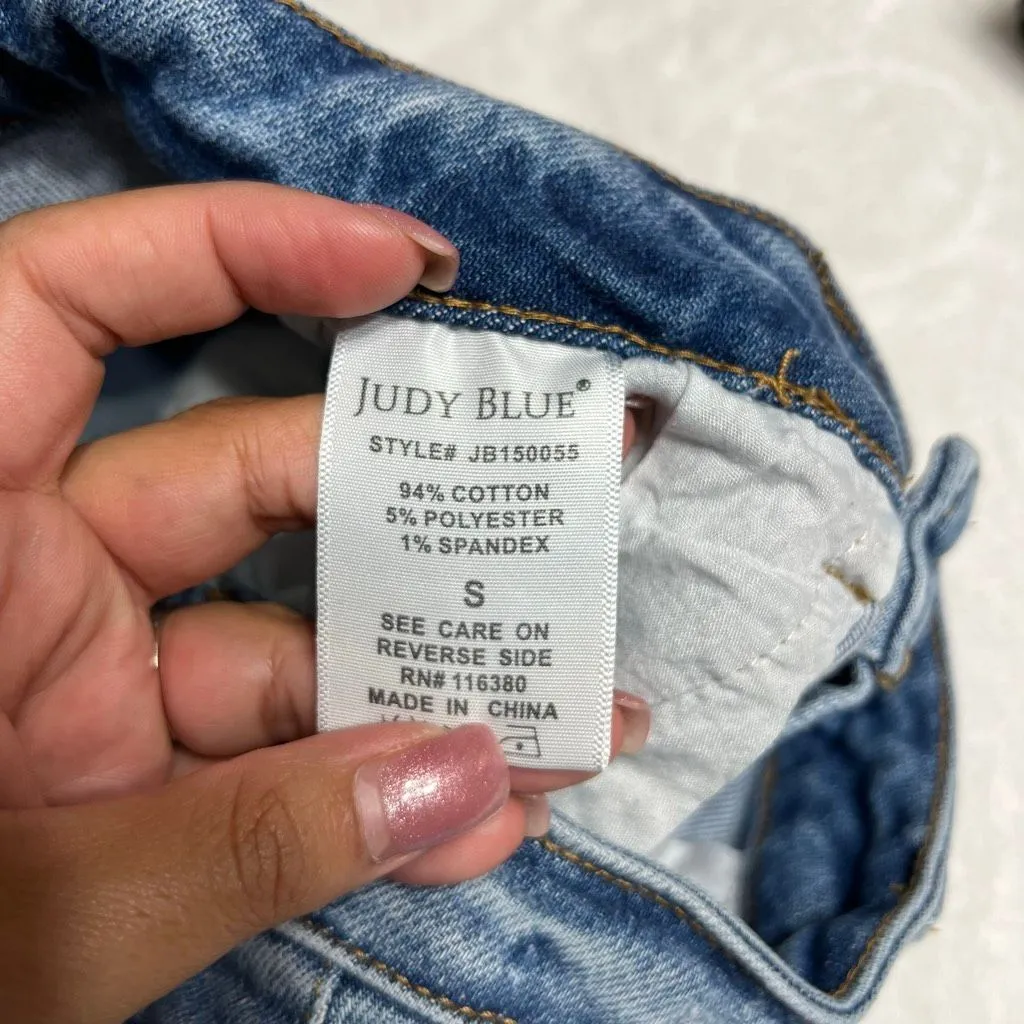 JUDY BLUE®
STYLE# JB150055
94% COTTON
5% POLYESTER
1% SPANDEX
S
SEE CARE ON
REVERSE SIDE
RN# 116380
MADE IN CHINA